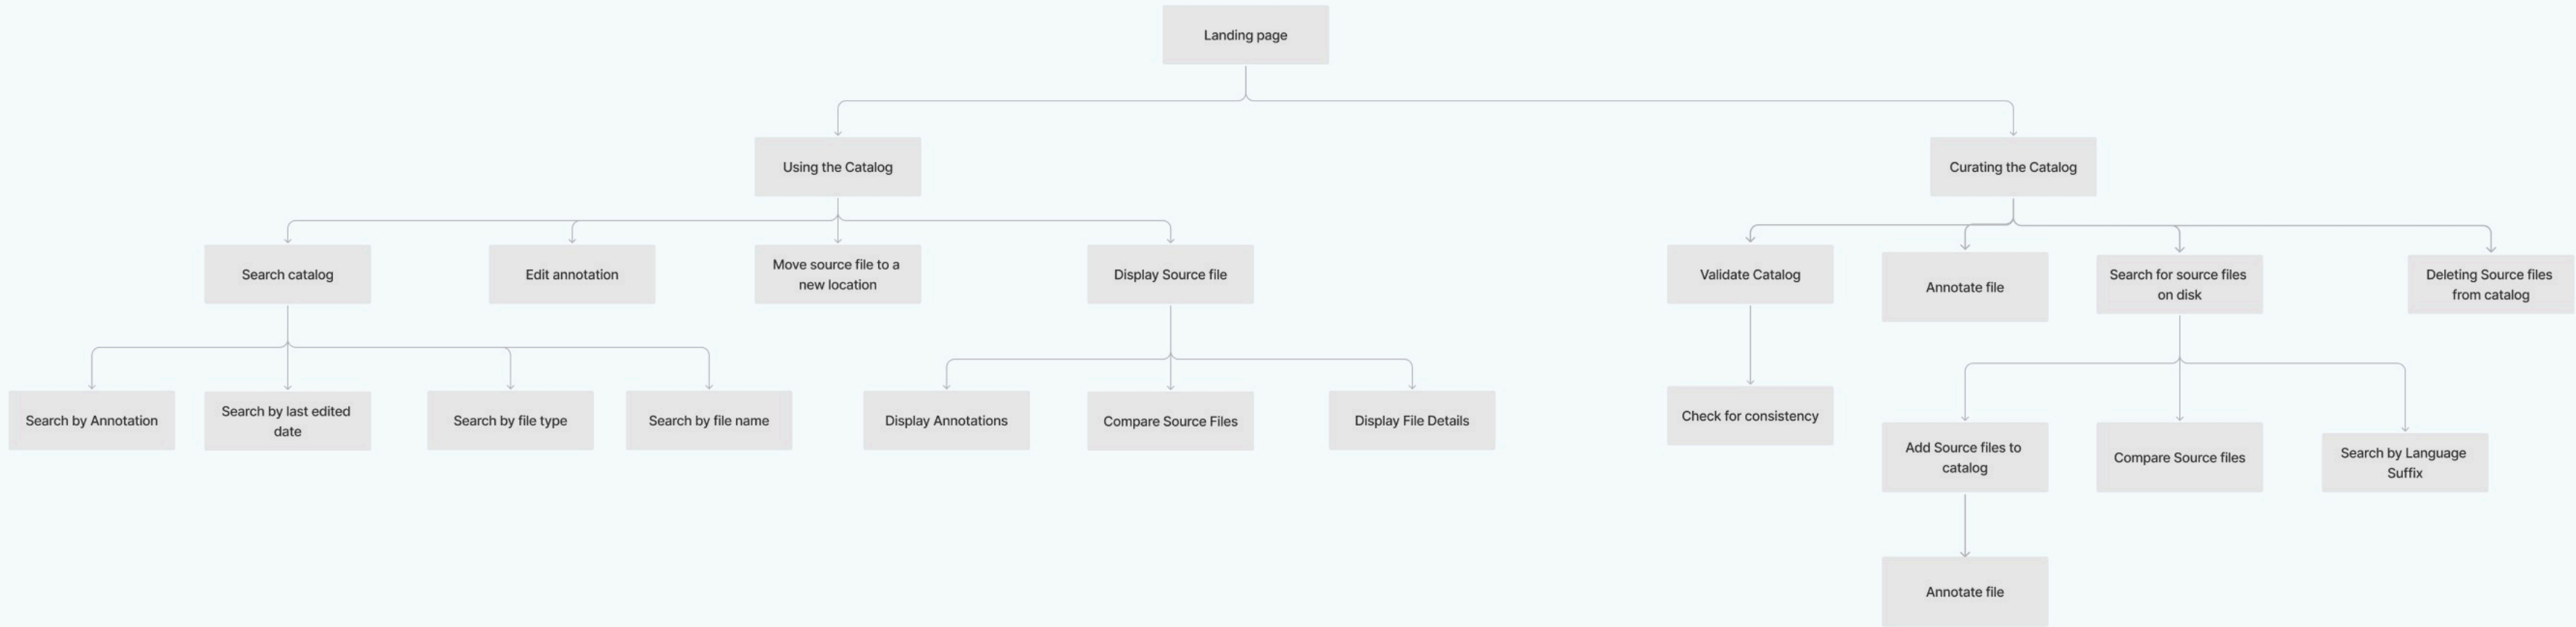 Landing page
Using the Catalog
Curating the Catalog
Search catalog
Edit annotation
Move source file to a
new location
Display Source file
Validate Catalog
Annotate file
Search for source files
on disk
Deleting Source files
from catalog
Search by Annotation
Search by last edited
date
Search by file type
Search by file name
Display Annotations
Compare Source Files
Display File Details
Check for consistency
Add Source files to
catalog
Compare Source files
Search by Language
Suffix
Annotate file